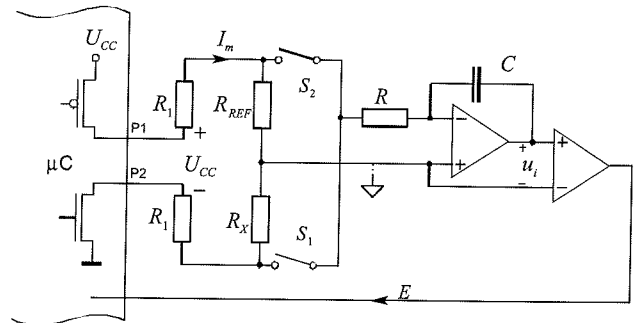 U_CC
I_m
C
S_2
R_1
R_REF
R
P1
+
−
+
+
μC
P2
U_CC
−
+
u_i
−
−
R_1
R_X
S_1
E